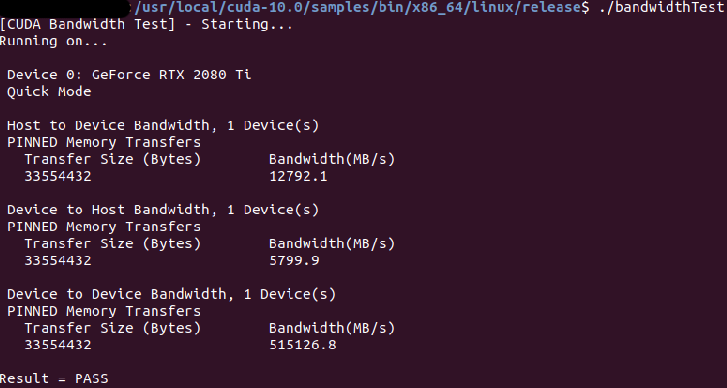 /usr/local/cuda-10.0/samples/bin/x86_64/linux/release$ ./bandwidthTest
[CUDA Bandwidth Test] - Starting...
Running on...
Device 0: GeForce RTX 2080 Ti
Quick Mode
Host to Device Bandwidth, 1 Device(s)
PINNED Memory Transfers
Transfer Size (Bytes) Bandwidth(MB/s)
33554432 12792.1
Device to Host Bandwidth, 1 Device(s)
PINNED Memory Transfers
Transfer Size (Bytes) Bandwidth(MB/s)
33554432 5799.9
Device to Device Bandwidth, 1 Device(s)
PINNED Memory Transfers
Transfer Size (Bytes) Bandwidth(MB/s)
33554432 515126.8
Result = PASS